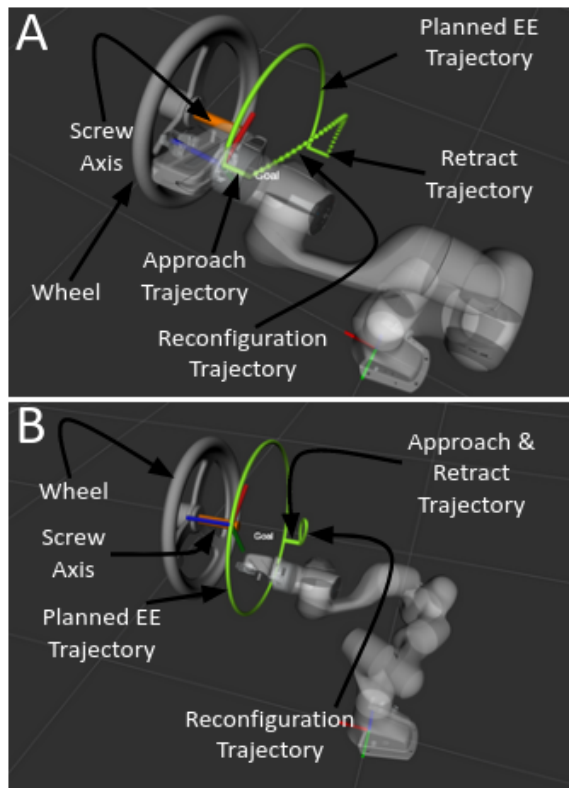 A
Planned EE
Trajectory
Screw
Axis
Retract
Trajectory
Goal
Approach
Trajectory
Wheel
Reconfiguration
Trajectory
B
Approach &
Retract
Trajectory
Wheel
Goal
Screw
Axis
Planned EE
Trajectory
Reconfiguration
Trajectory